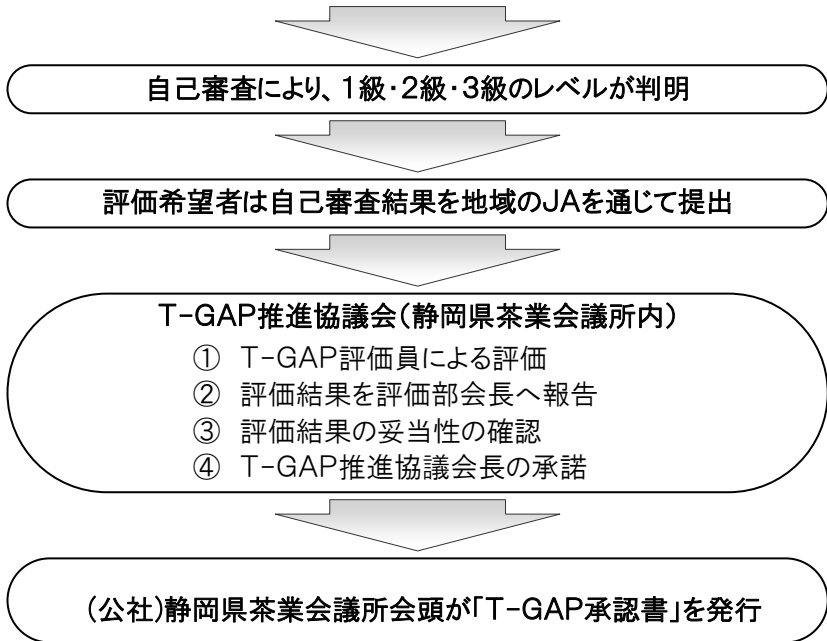 自己審査により、1級・2級・3級のレベルが判明
評価希望者は自己審査結果を地域のJAを通じて提出
T-GAP推進協議会(静岡県茶業会議所内)
① T-GAP評価員による評価
② 評価結果を評価部会長へ報告
③ 評価結果の妥当性の確認
④ T-GAP推進協議会長の承諾
(公社)静岡県茶業会議所会頭が「T-GAP承認書」を発行